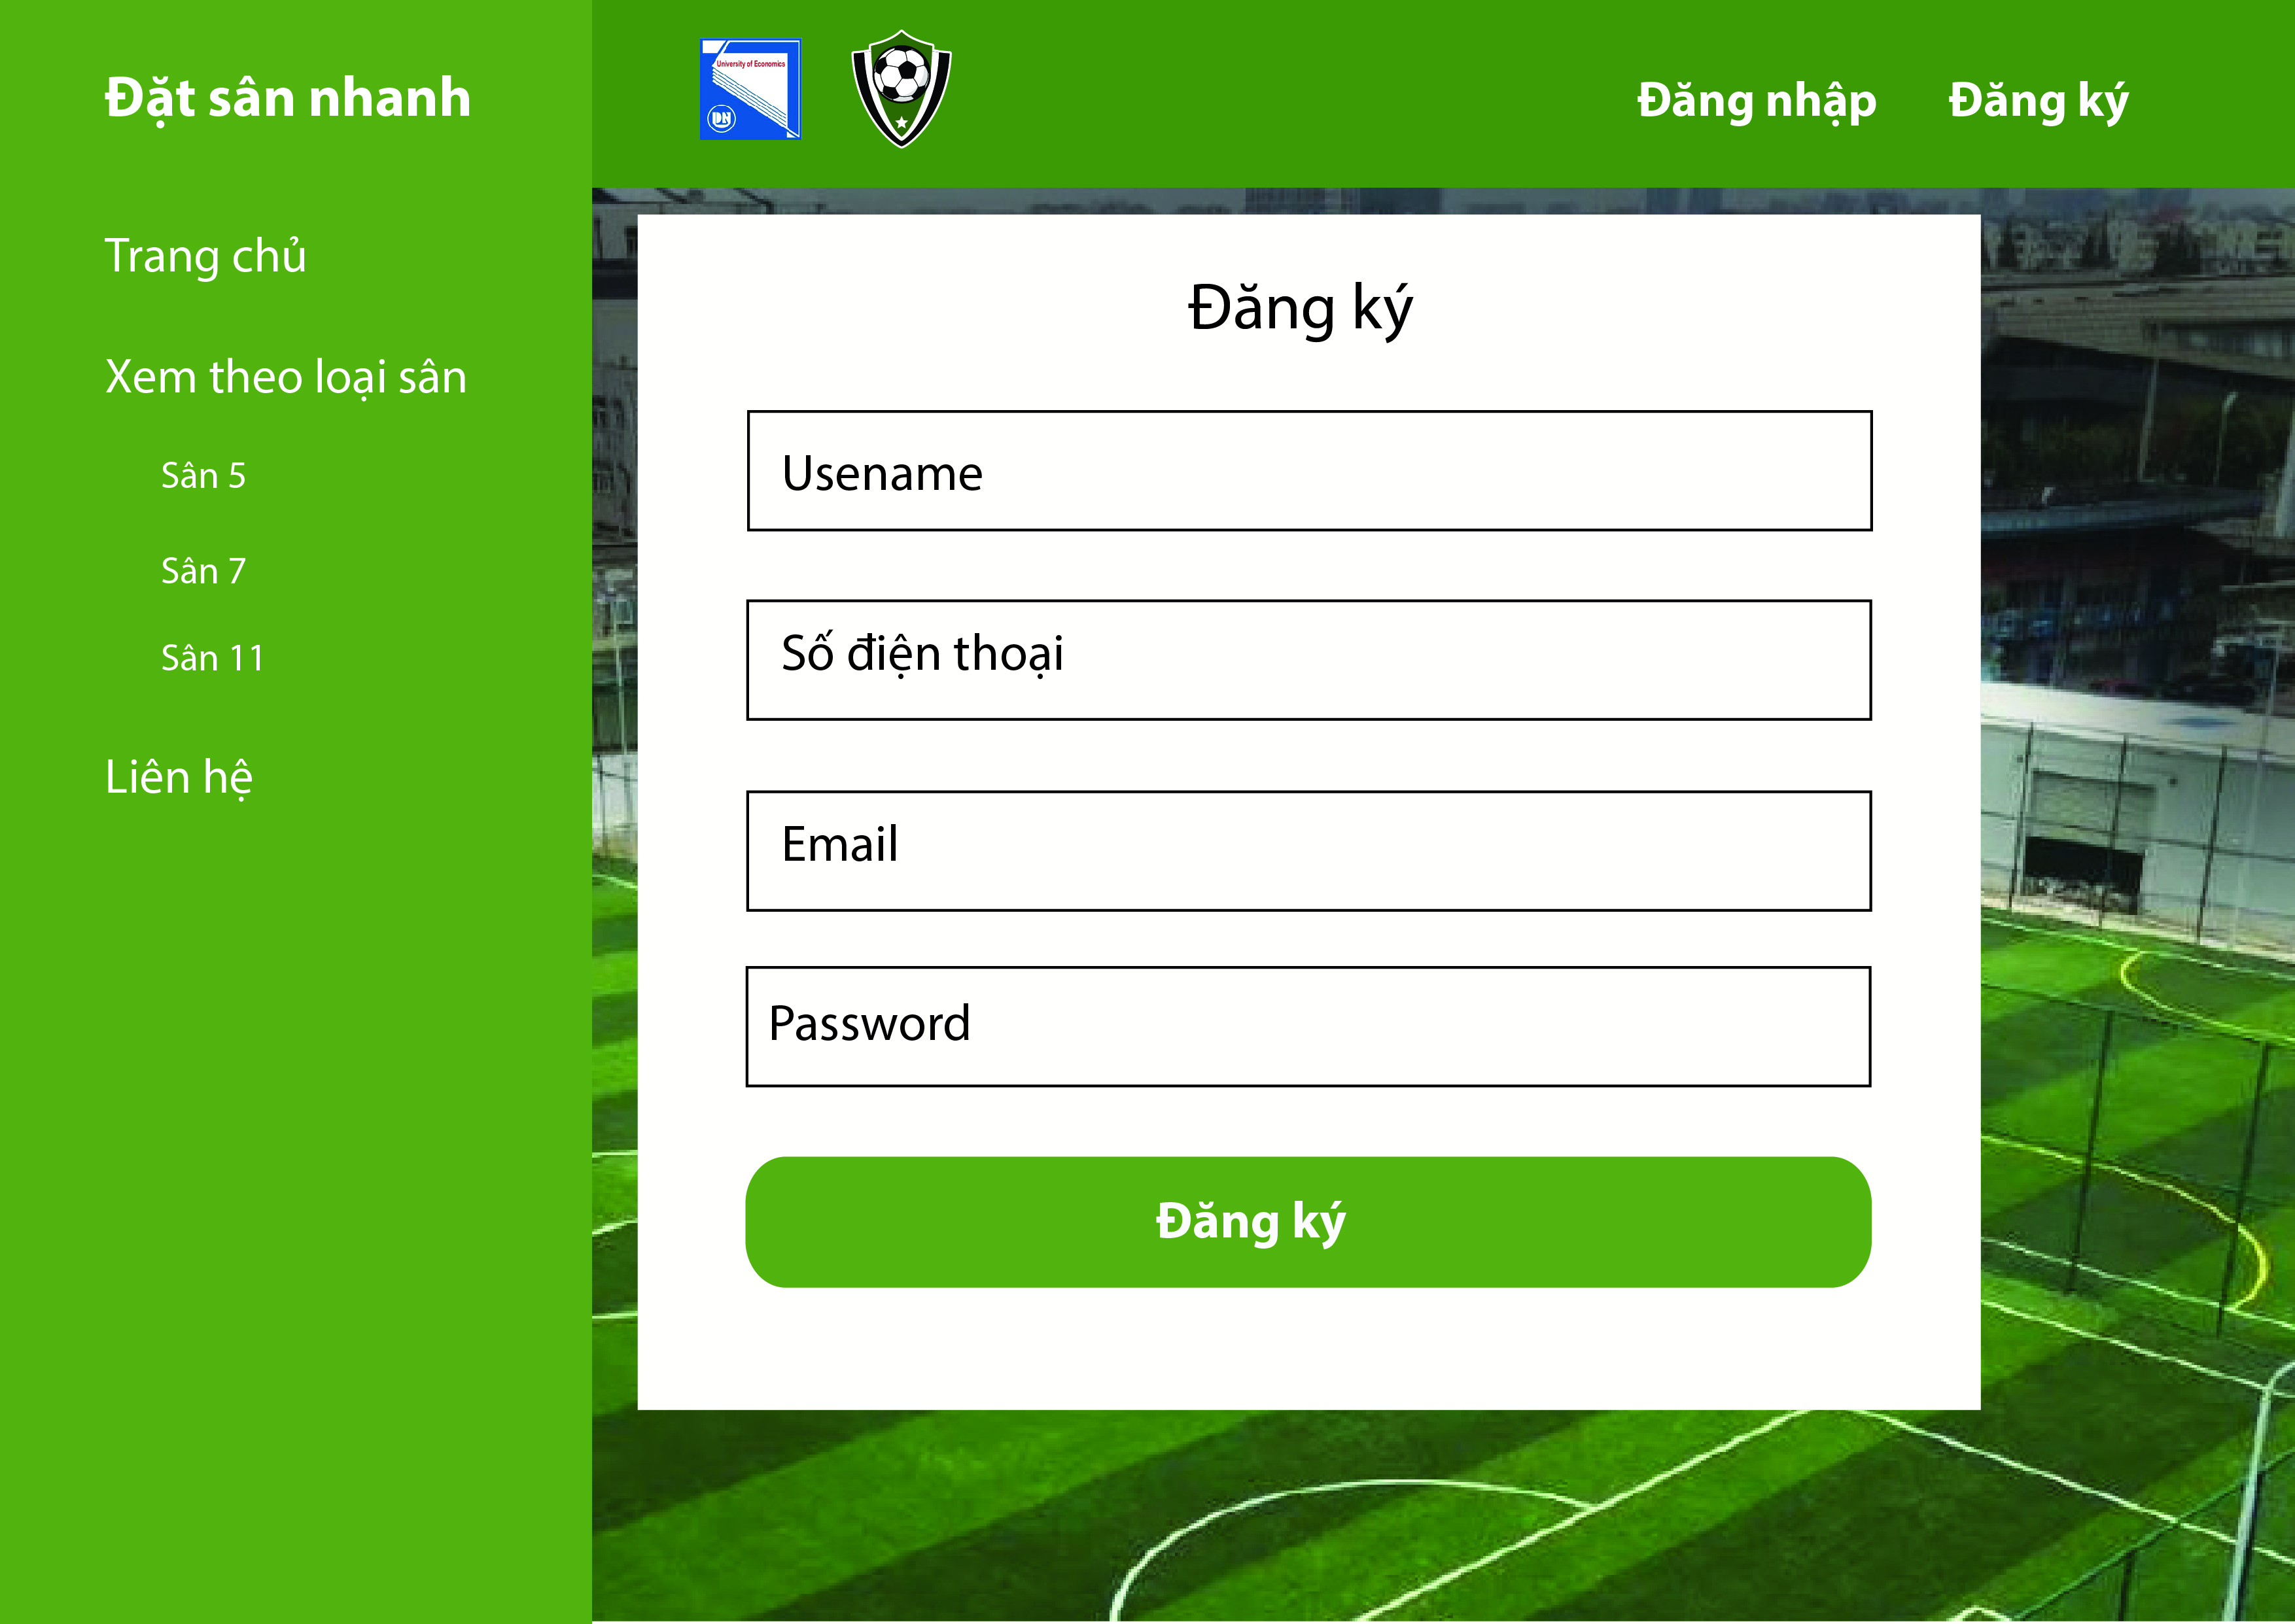 Đặt sân nhanh
University of Economics
ĐN
Đăng nhập
Đăng ký
Trang chủ
Xem theo loại sân
Sân 5
Sân 7
Sân 11
Liên hệ
Đăng ký
Usename
Số điện thoại
Email
Password
Đăng ký